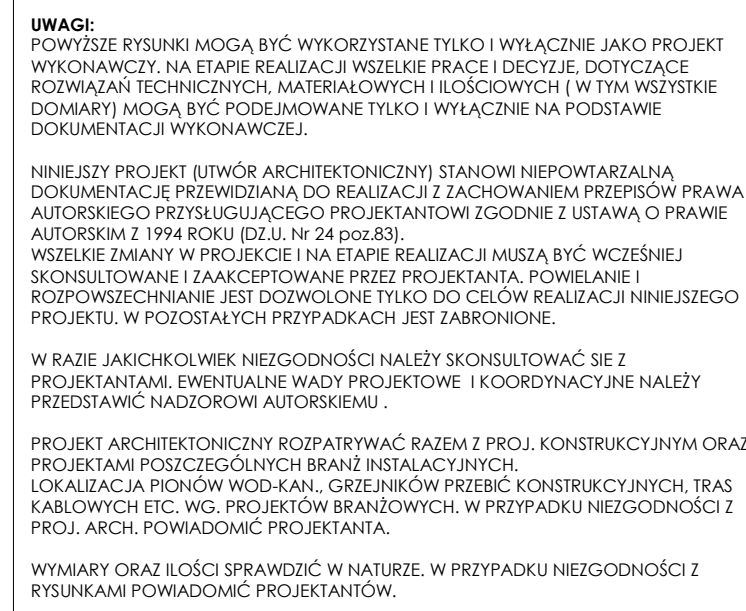 UWAGI:
POWYŻSZE RYSUNKI MOGĄ BYĆ WYKORZYSTANE TYLKO I WYŁĄCZNIE JAKO PROJEKT
WYKONAWCZY. NA ETAPIE REALIZACJI WSZELKIE PRACE I DECYZJE, DOTYCZĄCE
ROZWIĄZAŃ TECHNICZNYCH, MATERIAŁOWYCH I ILOŚCIOWYCH ( W TYM WSZYSTKIE
DOMIARY) MOGĄ BYĆ PODEJMOWANE TYLKO I WYŁĄCZNIE NA PODSTAWIE
DOKUMENTACJI WYKONAWCZEJ.
NINIEJSZY PROJEKT (UTWÓR ARCHITEKTONICZNY) STANOWI NIEPOWTARZALNĄ
DOKUMENTACJĘ PRZEWIDZIANĄ DO REALIZACJI Z ZACHOWANIEM PRZEPISÓW PRAWA
AUTORSKIEGO PRZYSŁUGUJĄCEGO PROJEKTANTOWI ZGODNIE Z USTAWĄ O PRAWIE
AUTORSKIM Z 1994 ROKU (DZ.U. Nr 24 poz.83).
WSZELKIE ZMIANY W PROJEKCIE I NA ETAPIE REALIZACJI MUSZĄ BYĆ WCZEŚNIEJ
SKONSULTOWANE I ZAAKCEPTOWANE PRZEZ PROJEKTANTA. POWIELANIE I
ROZPOWSZECHNIANIE JEST DOZWOLONE TYLKO DO CELÓW REALIZACJI NINIEJSZEGO
PROJEKTU. W POZOSTAŁYCH PRZYPADKACH JEST ZABRONIONE.
W RAZIE JAKICHKOLWIEK NIEZGODNOŚCI NALEŻY SKONSULTOWAĆ SIE Z
PROJEKTANTAMI. EWENTUALNE WADY PROJEKTOWE I KOORDYNACYJNE NALEŻY
PRZEDSTAWIĆ NADZOROWI AUTORSKIEMU .
PROJEKT ARCHITEKTONICZNY ROZPATRYWAĆ RAZEM Z PROJ. KONSTRUKCYJNYM ORAZ
PROJEKTAMI POSZCZEGÓLNYCH BRANŻ INSTALACYJNYCH.
LOKALIZACJA PIONÓW WOD-KAN., GRZEJNIKÓW PRZEBIĆ KONSTRUKCYJNYCH, TRAS
KABLOWYCH ETC. WG. PROJEKTÓW BRANŻOWYCH. W PRZYPADKU NIEZGODNOŚCI Z
PROJ. ARCH. POWIADOMIĆ PROJEKTANTA.
WYMIARY ORAZ ILOŚCI SPRAWDZIĆ W NATURZE. W PRZYPADKU NIEZGODNOŚCI Z
RYSUNKAMI POWIADOMIĆ PROJEKTANTÓW.